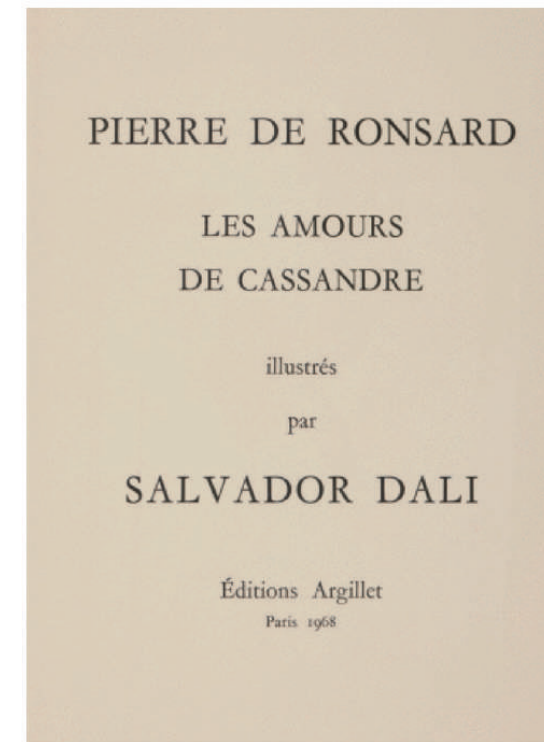 PIERRE DE RONSARD
LES AMOURS
DE CASSANDRE
illustrés
par
SALVADOR DALI
Éditions Argillet
Paris 1968